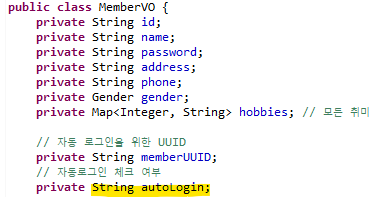 public class MemberVO {
private String id;
private String name;
private String password;
private String address;
private String phone;
private Gender gender;
private Map<Integer, String> hobbies; // 모든 취미
// 자동 로그인을 위한 UUID
private String memberUUID;
// 자동로그인 체크 여부
private String autoLogin;